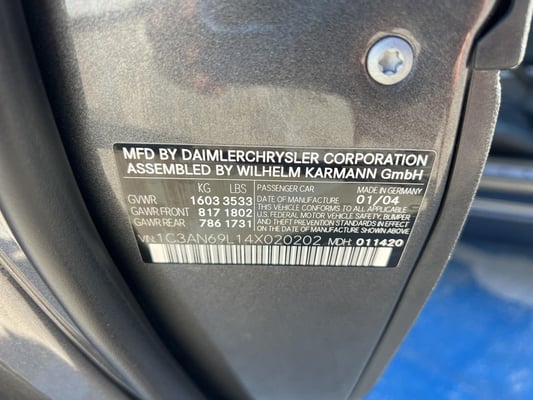 MFD BY DAIMLERCHRYSLER CORPORATION
ASSEMBLED BY WILHELM KARMANN GmbH
KG LBS PASSENGER CAR MADE IN GERMANY
GVWR 1603 3533 DATE OF MANUFACTURE 01/04
GAWR FRONT 817 1802 THIS VEHICLE CONFORMS TO ALL APPLICABLE
GAWR REAR 786 1731 U.S. FEDERAL MOTOR VEHICLE SAFETY, BUMPER
AND THEFT PREVENTION STANDARDS IN EFFECT
ON THE DATE OF MANUFACTURE SHOWN ABOVE
VIN: 1C3AN69L14X020202 MDH: 011420